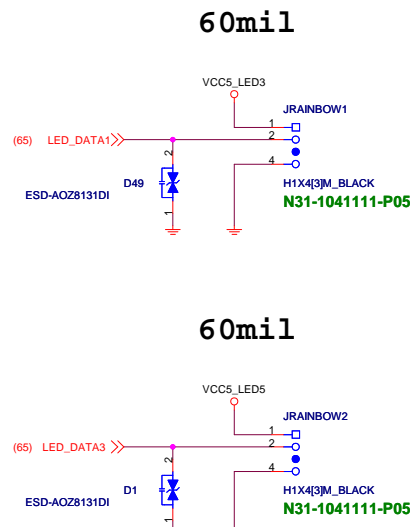 60mil
VCC5_LED3
JRAINBOW1
1
(65) LED_DATA1
2
2
D49
4
ESD-AOZ8131DI
H1X4[3]M_BLACK
1
N31-1041111-P05
60mil
VCC5_LED5
JRAINBOW2
1
(65) LED_DATA3
2
2
D1
4
ESD-AOZ8131DI
H1X4[3]M_BLACK
1
N31-1041111-P05